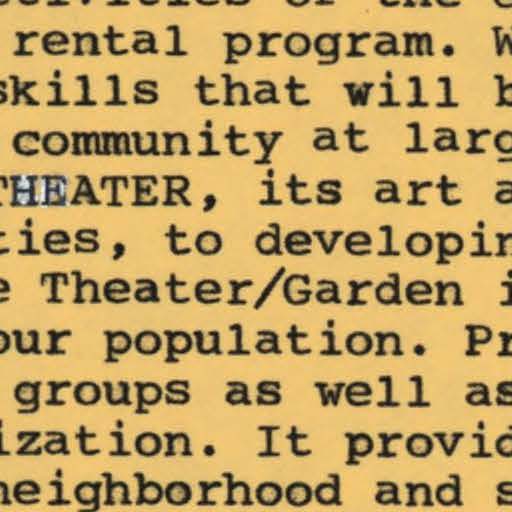 rental program. W
skills that will b
community at larg
THEATER, its art a
ties, to developin
e Theater/Garden i
our population. Pr
groups as well as
ization. It provid
neighborhood and s